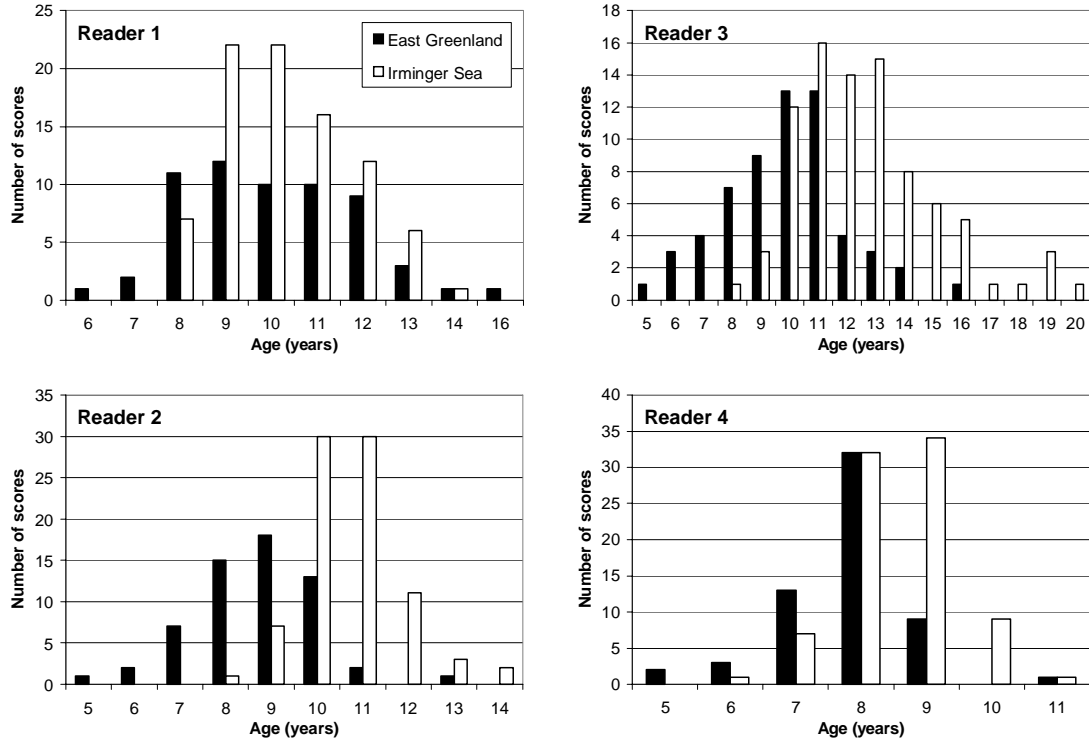 Reader 1
East Greenland
Irminger Sea
Number of scores
25
20
15
10
5
0
6 7 8 9 10 11 12 13 14 16
Age (years)
Reader 3
Number of scores
18
16
14
12
10
8
6
4
2
0
5 6 7 8 9 10 11 12 13 14 15 16 17 18 19 20
Age (years)
Reader 2
Number of scores
35
30
25
20
15
10
5
0
5 6 7 8 9 10 11 12 13 14
Age (years)
Reader 4
Number of scores
40
35
30
25
20
15
10
5
0
5 6 7 8 9 10 11
Age (years)